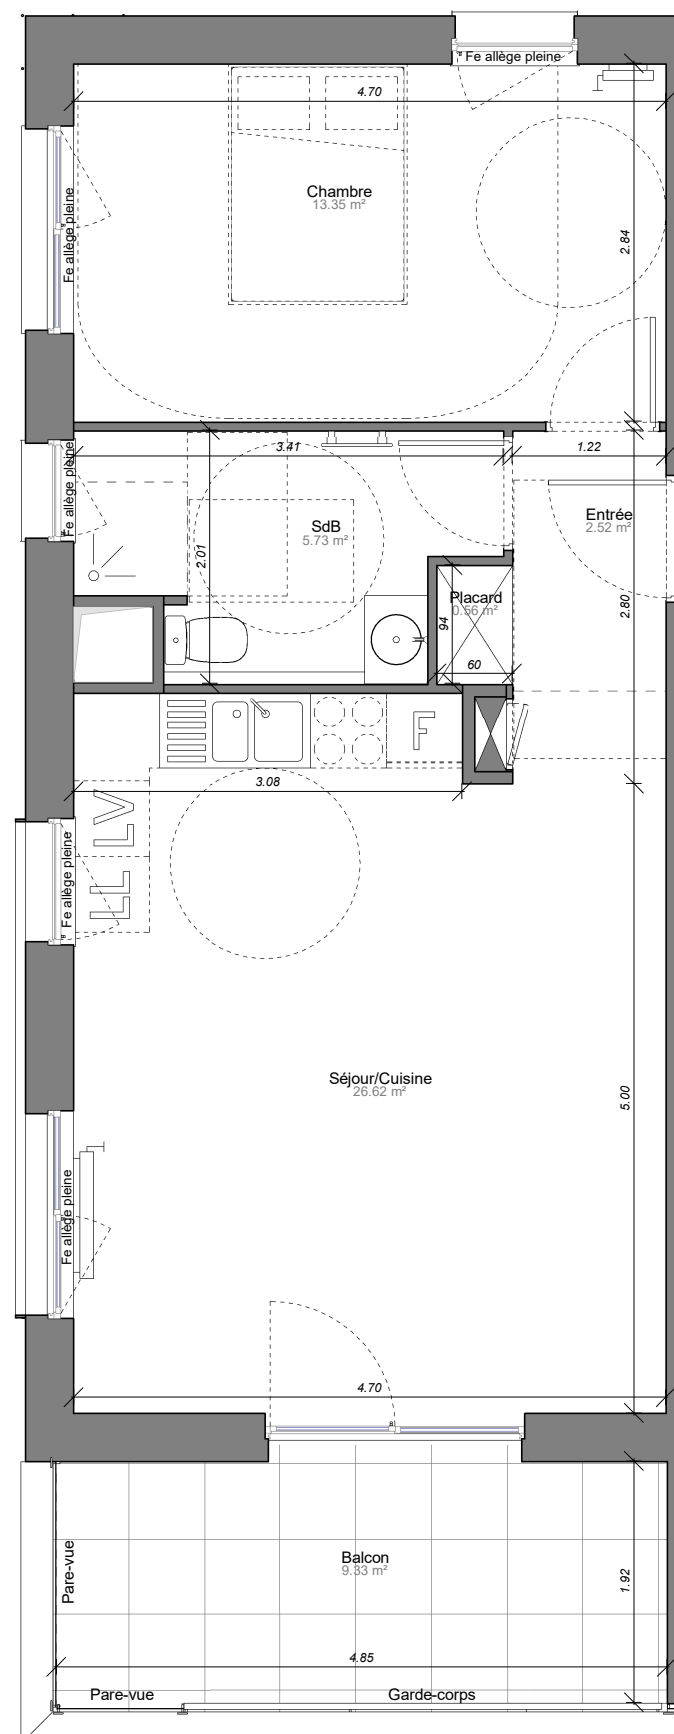 Fe allège pleine
4.70
Chambre
13.35 m²
Fe allège pleine
2.84
3.41
1.22
Fe allège pleine
Entrée
2.52 m²
SdB
5.73 m²
2.01
Placard
0.56 m²
94
60
2.80
F
3.08
LV
LL
Fe allège pleine
Séjour/Cuisine
26.62 m²
5.00
Fe allège pleine
4.70
Balcon
9.33 m²
Pare-vue
1.92
4.85
Pare-vue
Garde-corps